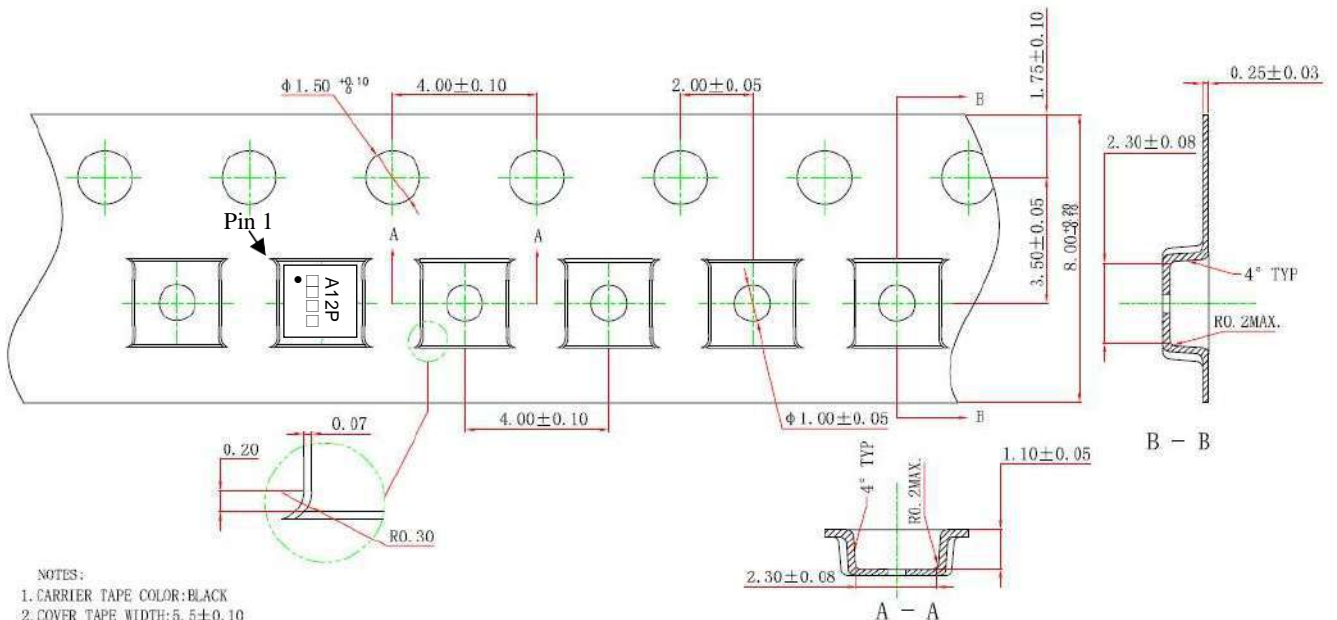 φ1.50 +0.10 0
4.00±0.10
2.00±0.05
B
1.75±0.10
0.25±0.03
2.30±0.08
Pin 1
A
A
3.50±0.05
4° TYP
A12P
R0.2MAX.
0.07
4.00±0.10
φ1.00±0.05
B
B - B
0.20
1.10±0.05
4° TYP
R0.2MAX.
R0.30
2.30±0.08
A - A
NOTES:
1.CARRIER TAPE COLOR:BLACK
2.COVER TAPE WIDTH:5.5±0.10